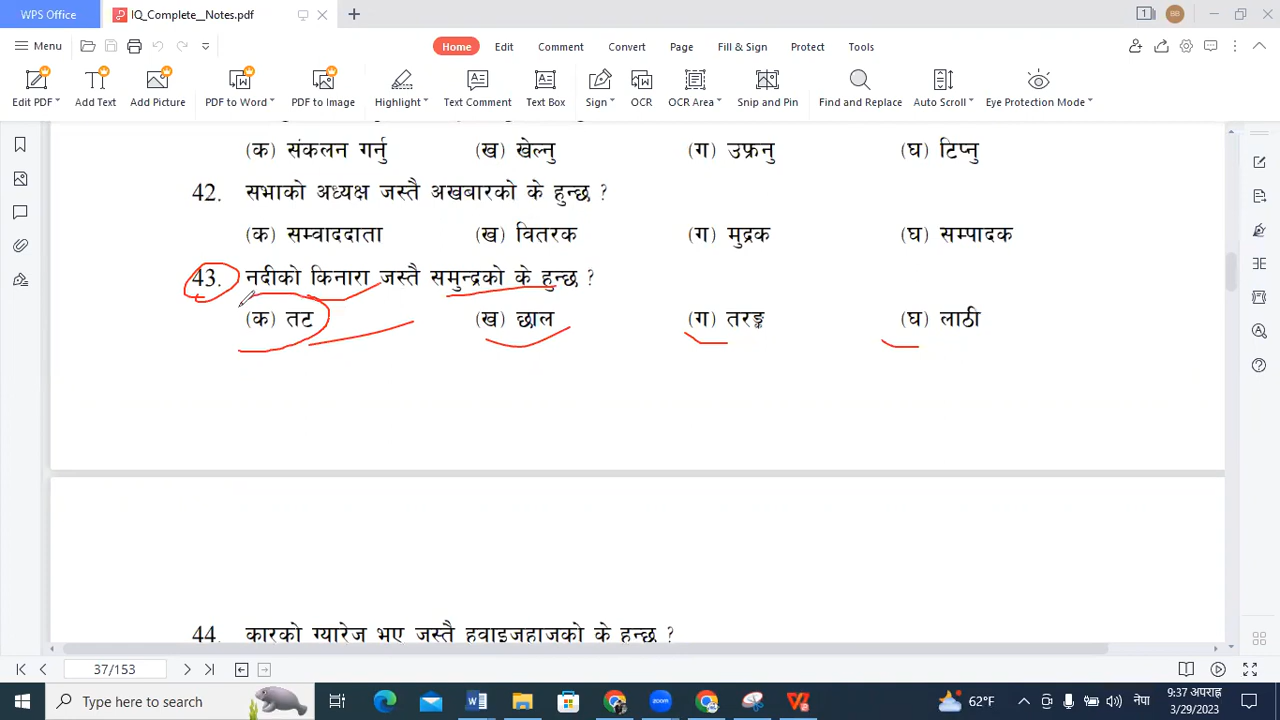 WPS Office IQ_Complete_Notes.pdf BB
Menu Home Edit Comment Convert Page Fill & Sign Protect Tools
Edit PDF Add Text Add Picture PDF to Word PDF to Image Highlight Text Comment Text Box Sign OCR OCR Area Snip and Pin Find and Replace Auto Scroll Eye Protection Mode
(क) संकलन गर्नु (ख) खेल्नु (ग) उफ्रनु (घ) टिप्नु
42. सभाको अध्यक्ष जस्तै अखबारको के हुन्छ ?
(क) सम्वाददाता (ख) वितरक (ग) मुद्रक (घ) सम्पादक
43. नदीको किनारा जस्तै समुन्द्रको के हुन्छ ?
(क) तट (ख) छाल (ग) तरङ्ग (घ) लाठी
44. कारको ग्यारेज भए जस्तै हवाइजहाजको के हुन्छ ?
37/153
Type here to search 62°F नेपा 9:37 अपराह्न
3/29/2023